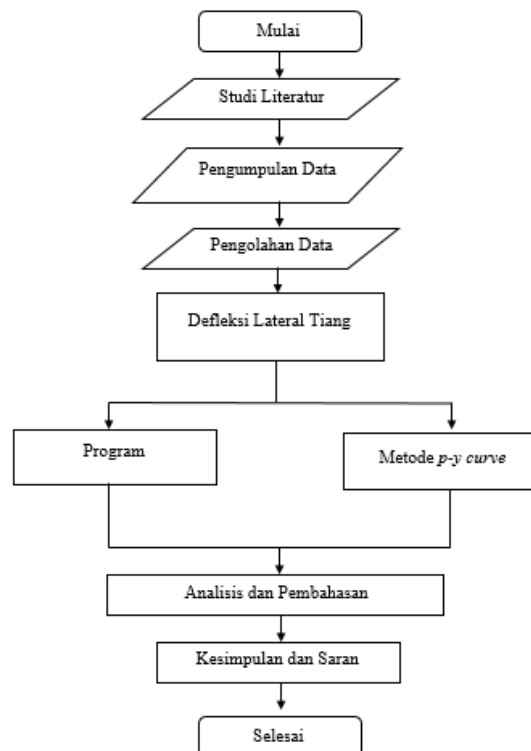 Mulai
Studi Literatur
Pengumpulan Data
Pengolahan Data
Defleksi Lateral Tiang
Program
Metode p-y curve
Analisis dan Pembahasan
Kesimpulan dan Saran
Selesai